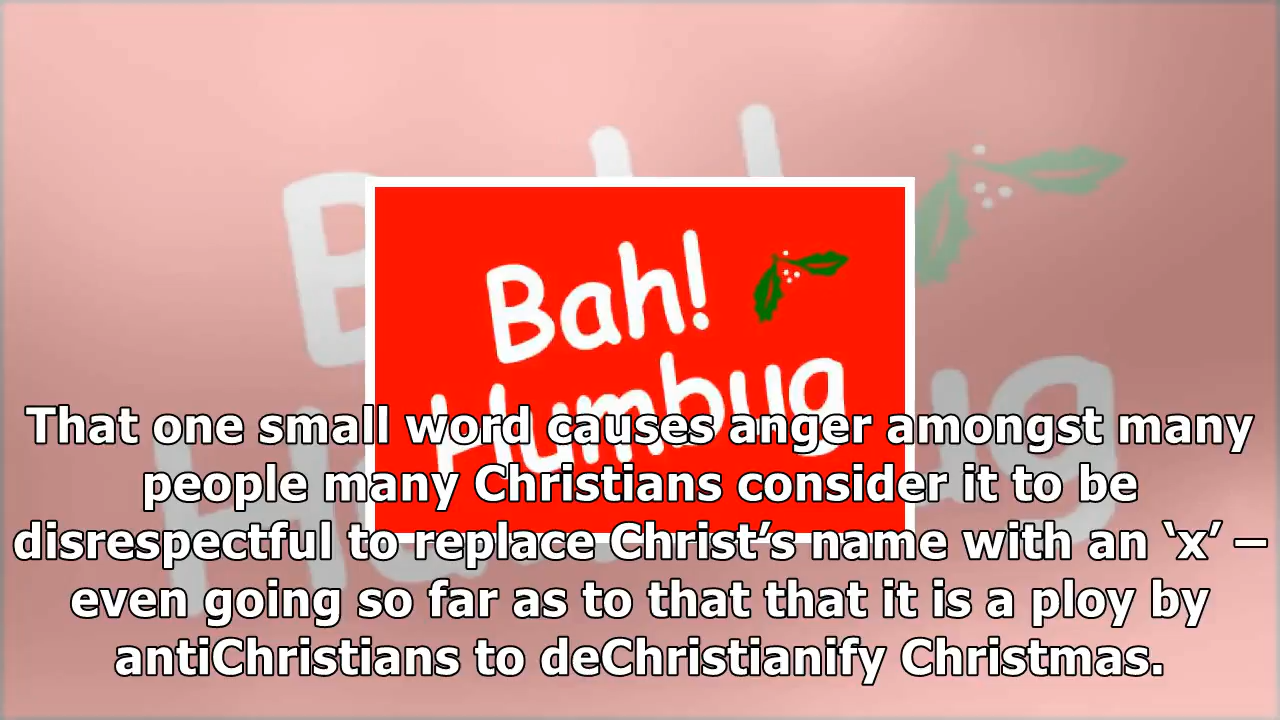 Bah!
Humbug
That one small word causes anger amongst many
people many Christians consider it to be
disrespectful to replace Christ’s name with an ‘x’ –
even going so far as to that that it is a ploy by
antiChristians to deChristianify Christmas.